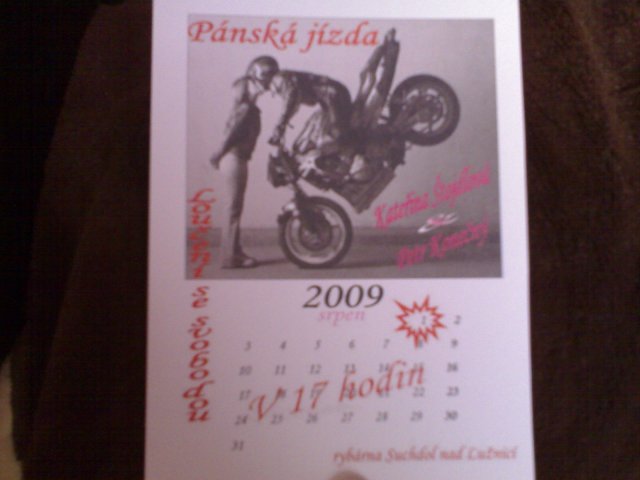 Pánská jízda
Kateřina Štejflová
&
Petr Konečný
loučení se svobodou
2009
srpen
1 2
3 4 5 6 7 8 9
10 11 12 13 14 15 16
17 18 19 20 21 22 23
24 25 26 27 28 29 30
31
V 17 hodin
rybárna Suchdol nad Lužnicí